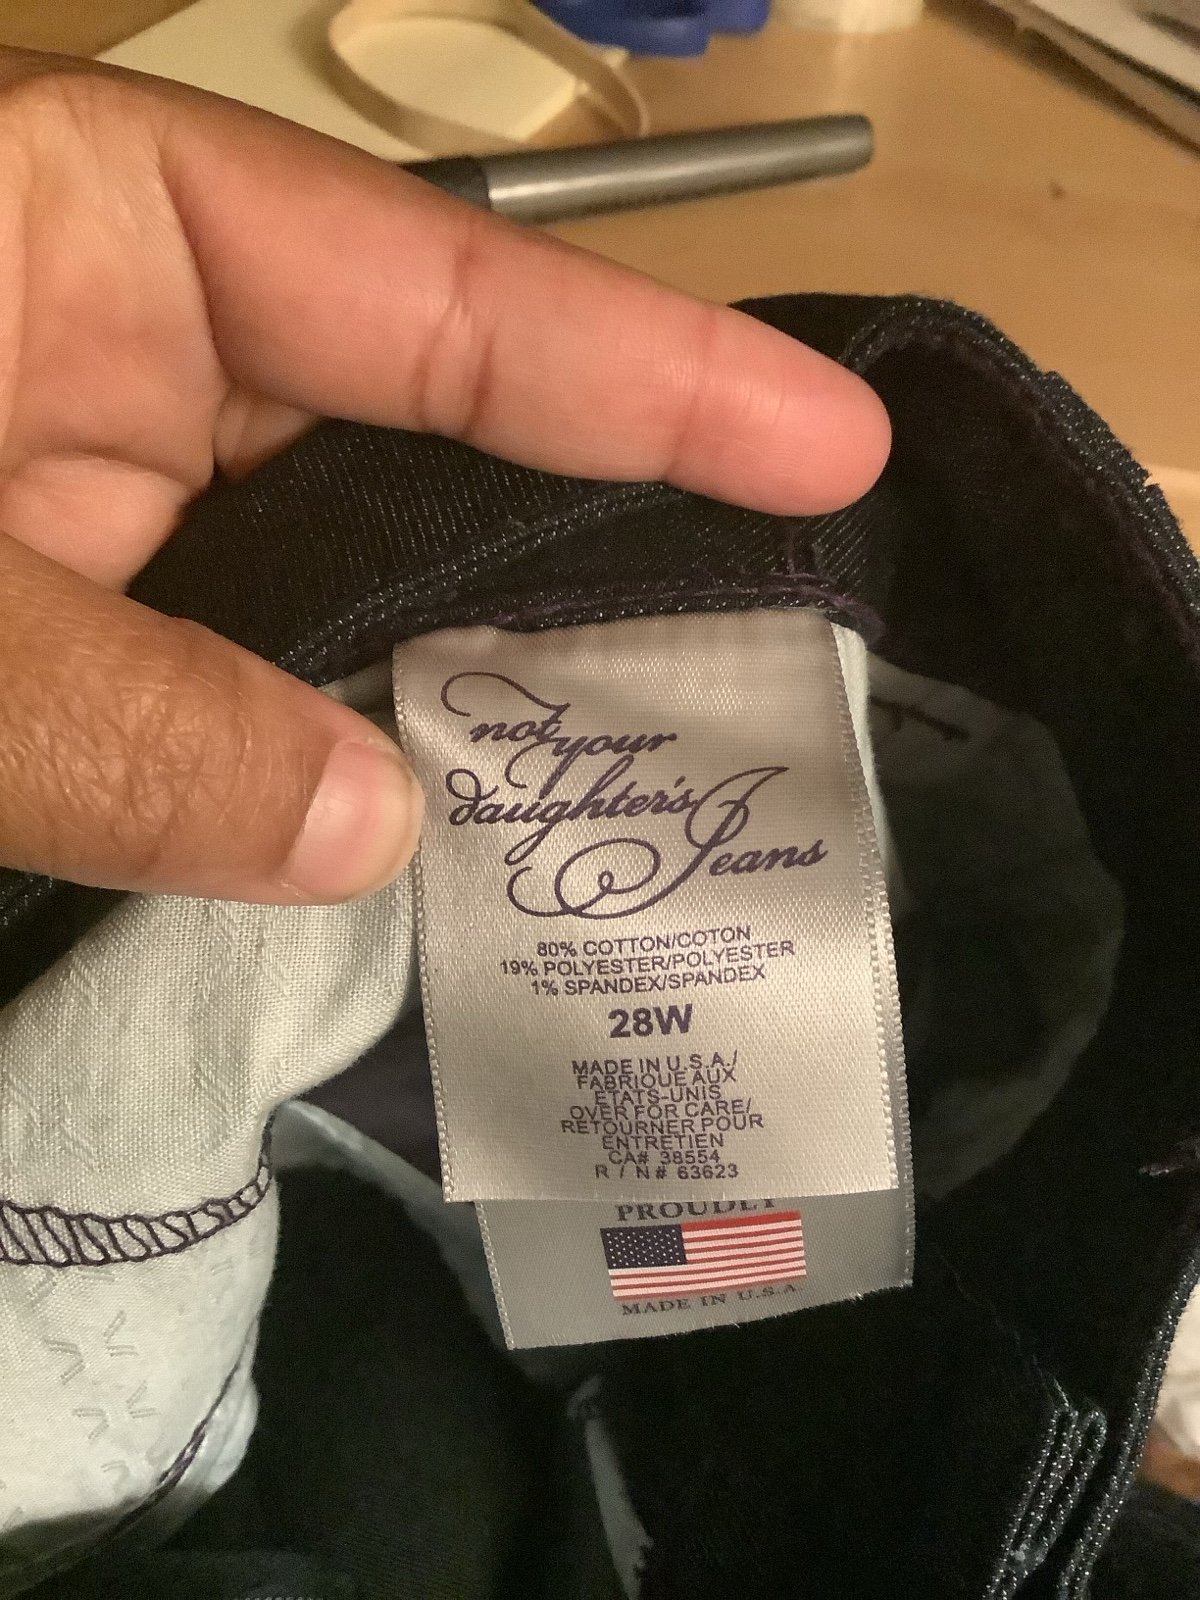 not your
daughter's
Jeans
80% COTTON/COTON
19% POLYESTER/POLYESTER
1% SPANDEX/SPANDEX
28W
MADE IN U.S.A./
FABRIQUE AUX
ETATS-UNIS
OVER FOR CARE/
RETOURNER POUR
ENTRETIEN
CA# 38554
R / N # 63623
PROUDLY
MADE IN U.S.A.